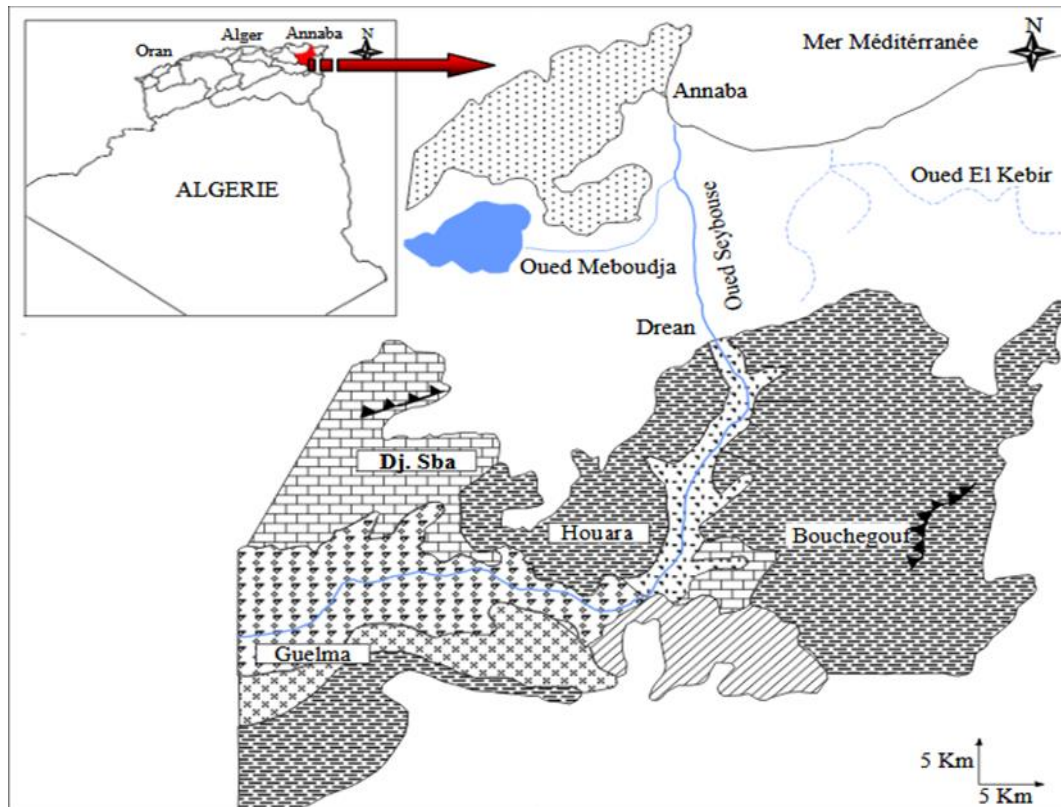 Oran
Alger
Annaba
N
ALGERIE
Mer Méditérranée
N
Annaba
Oued El Kebir
Oued Meboudja
Oued Seybouse
Drean
Dj. Sba
Houara
Bouchegouf
Guelma
5 Km
5 Km